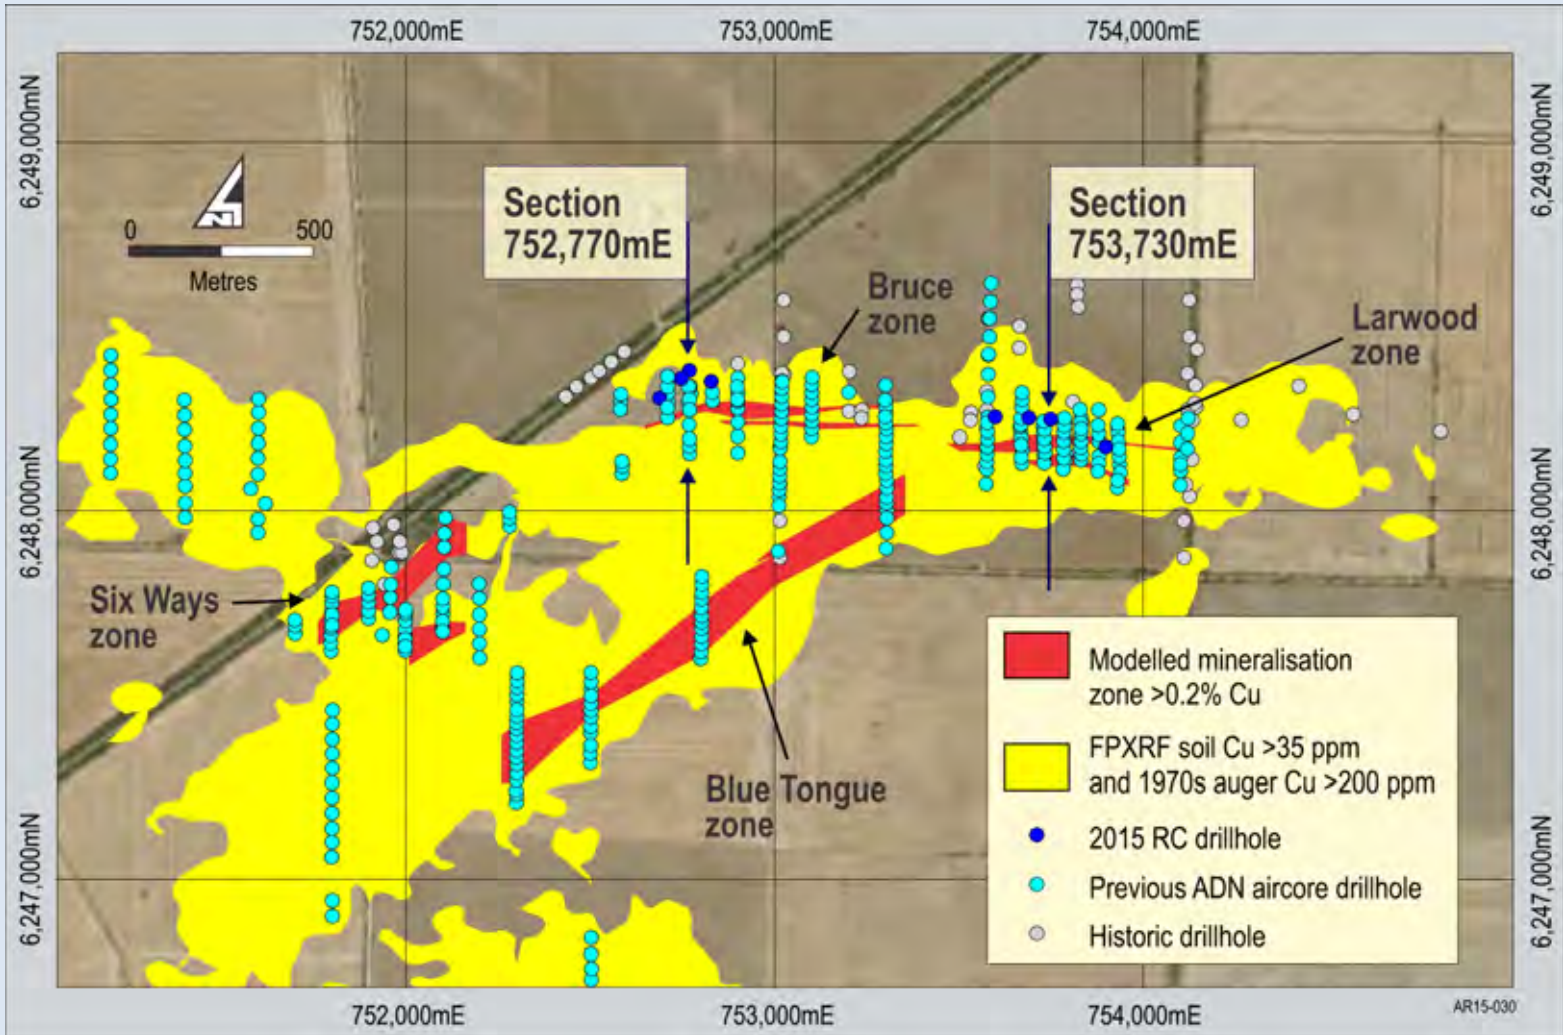 752,000mE
753,000mE
754,000mE
6,249,000mN
6,249,000mN
N
0
500
Metres
Section
752,770mE
Section
753,730mE
Bruce
zone
Larwood
zone
6,248,000mN
6,248,000mN
Six Ways
zone
Blue Tongue
zone
Modelled mineralisation
zone >0.2% Cu
FPXRF soil Cu >35 ppm
and 1970s auger Cu >200 ppm
2015 RC drillhole
Previous ADN aircore drillhole
Historic drillhole
6,247,000mN
6,247,000mN
752,000mE
753,000mE
754,000mE
AR15-030